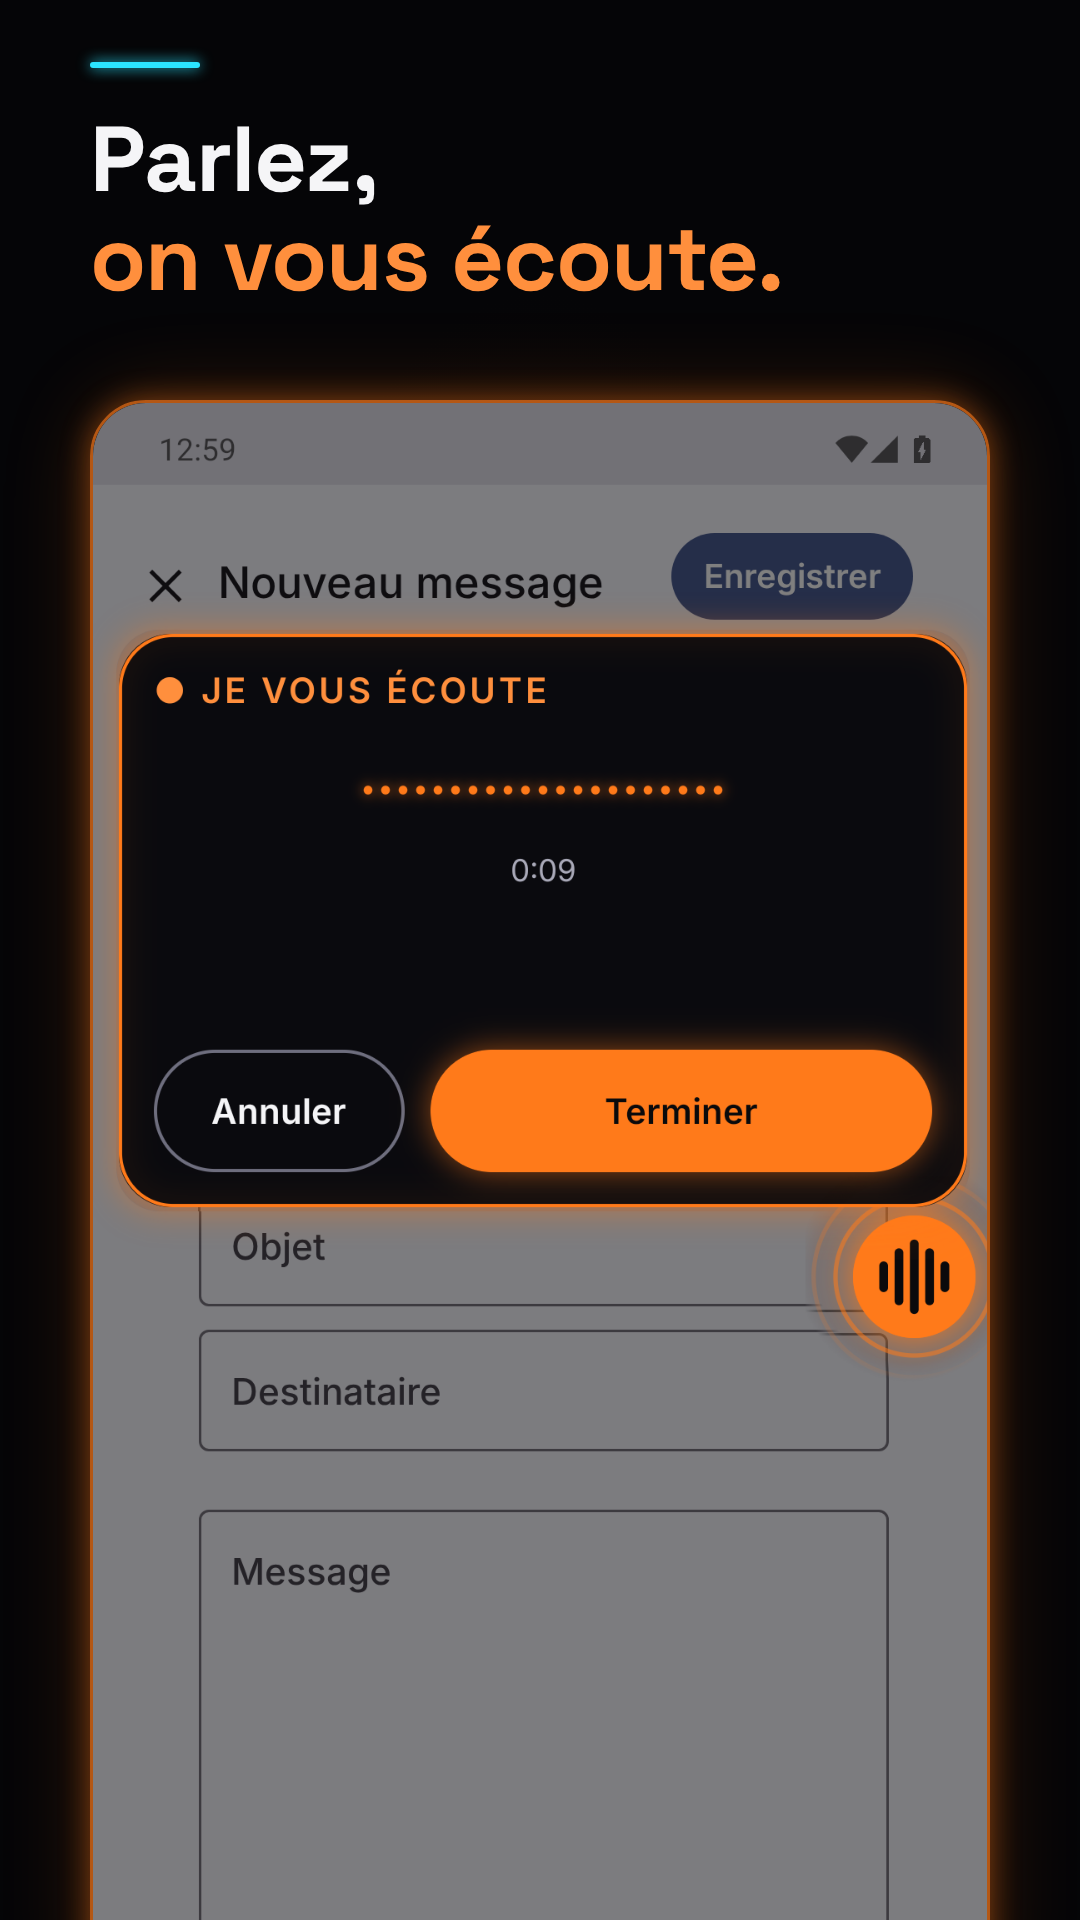 Parlez,
on vous écoute.
12:59
Nouveau message
Enregistrer
JE VOUS ÉCOUTE
0:09
Annuler
Terminer
Objet
Destinataire
Message